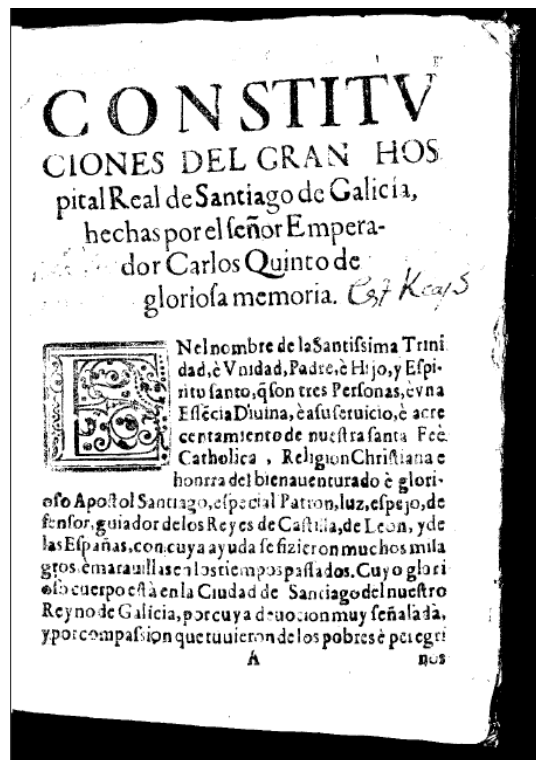 CONSTITV
CIONES DEL GRAN HOS
pital Real de Santiago de Galicia,
hechas por el ſeñor Empera-
dor Carlos Quinto de
glorioſa memoria.
EN el nombre de la Santiſsima Trini
dad, è Vnidad, Padre, è Hijo, y Eſpi-
ritu ſanto, q̃ ſon tres Perſonas, è vna
Eſſẽcia Diuina, è a ſu ſeruicio, è acre
centamiento de nueſtra ſanta Feè
Catholica , Religion Chriſtiana e
honrra del bienauenturado è glori-
oſo Apoſtol Santiago, eſpecial Patron, luz, eſpejo, de
fenſor, guiador de los Reyes de Caſtilla, de Leon, y de
las Eſpañas, con cuya ayuda ſe fizieron muchos mila
gros, è marauillas en los tiempos paſſados. Cuyo glori
oſo cuerpo eſtà en la Ciudad de Santiago del nueſtro
Reyno de Galicia, por cuya deuocion muy ſeñalada,
y por compaſsion que tuuieron de los pobres è peregri
A nos